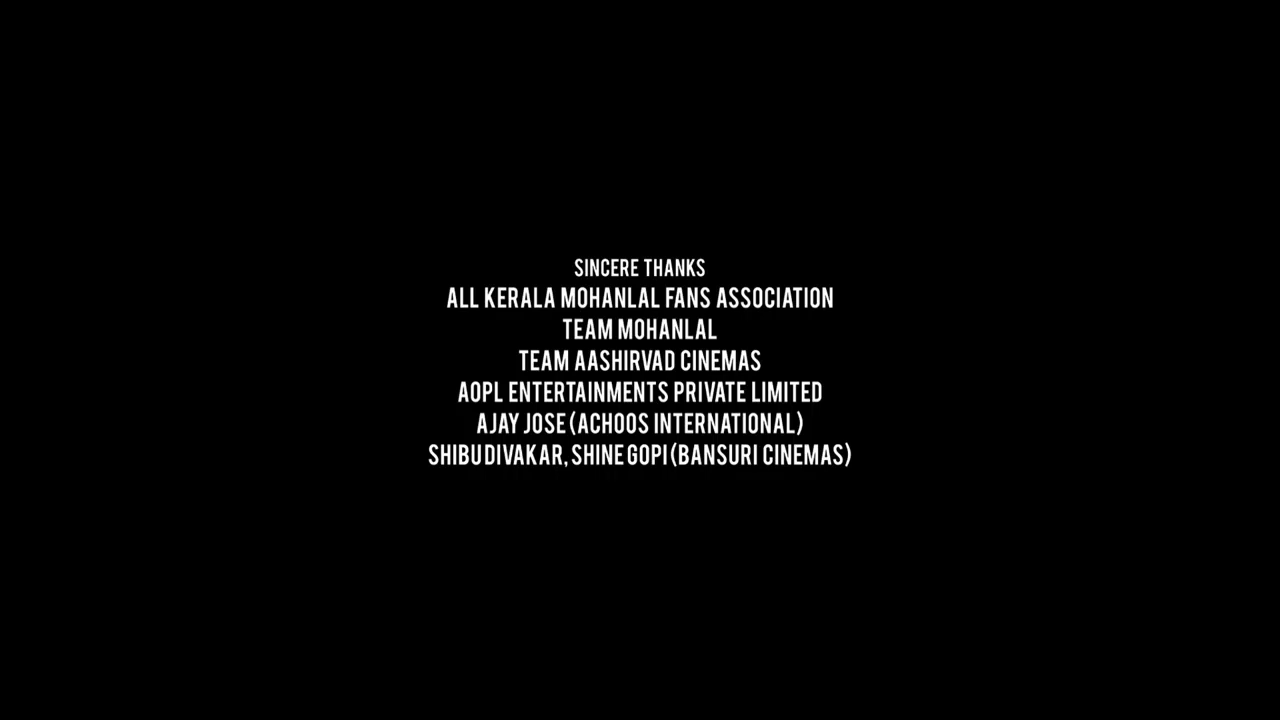 SINCERE THANKS
ALL KERALA MOHANLAL FANS ASSOCIATION
TEAM MOHANLAL
TEAM AASHIRVAD CINEMAS
AOPL ENTERTAINMENTS PRIVATE LIMITED
AJAY JOSE (ACHOOS INTERNATIONAL)
SHIBU DIVAKAR, SHINE GOPI (BANSURI CINEMAS)